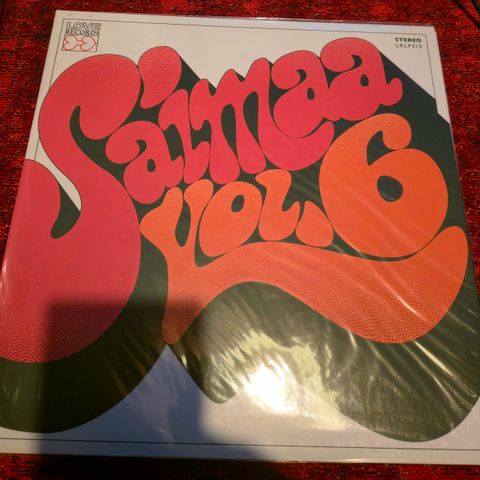 LOVE
RECORDS
STEREO
LRLP315
Saimaa
VOL.6